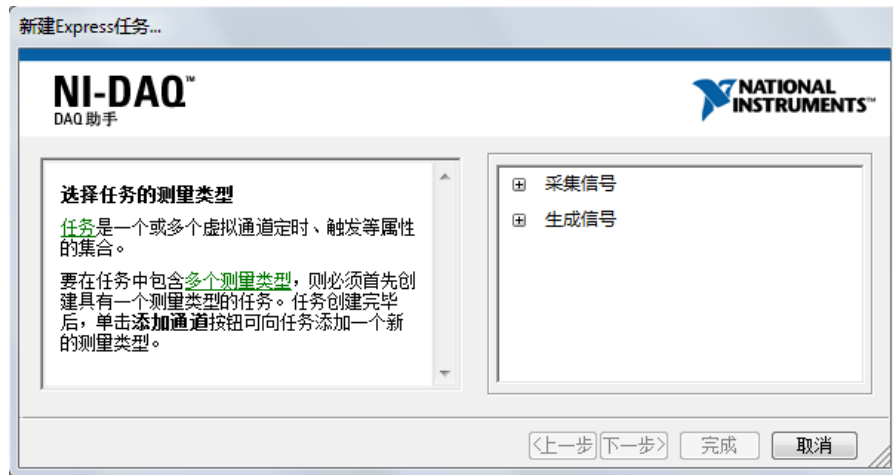 新建Express任务...
NI-DAQ™
DAQ 助手
NATIONAL
INSTRUMENTS™
选择任务的测量类型
任务是一个或多个虚拟通道定时、触发等属性
的集合。
要在任务中包含多个测量类型，则必须首先创
建具有一个测量类型的任务。任务创建完毕
后，单击添加通道按钮可向任务添加一个新
的测量类型。
采集信号
生成信号
<上一步 下一步> 完成 取消